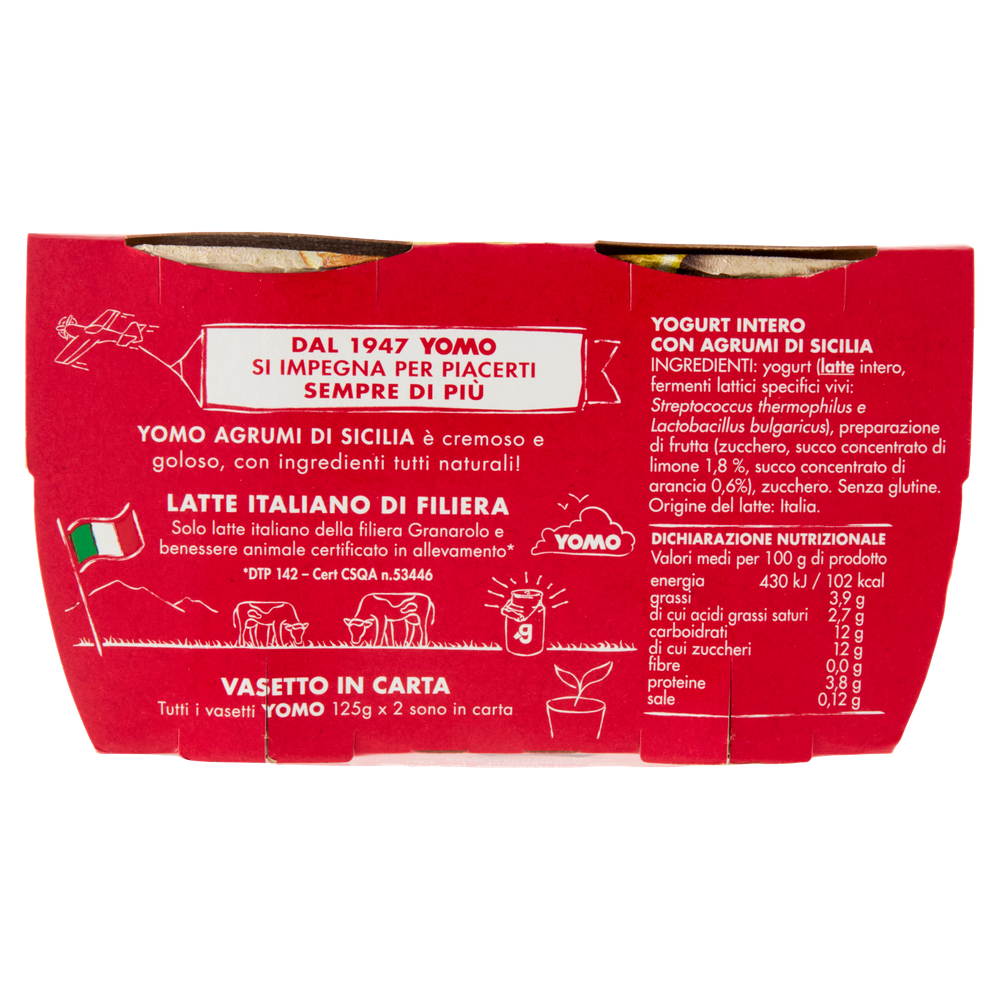 DAL 1947 YOMO
SI IMPEGNA PER PIACERTI
SEMPRE DI PIÙ
YOMO AGRUMI DI SICILIA è cremoso e
goloso, con ingredienti tutti naturali!
LATTE ITALIANO DI FILIERA
Solo latte italiano della filiera Granarolo e
benessere animale certificato in allevamento*
*DTP 142 – Cert CSQA n.53446
YOMO
g
VASETTO IN CARTA
Tutti i vasetti YOMO 125g x 2 sono in carta
YOGURT INTERO
CON AGRUMI DI SICILIA
INGREDIENTI: yogurt (latte intero,
fermenti lattici specifici vivi:
Streptococcus thermophilus e
Lactobacillus bulgaricus), preparazione
di frutta (zucchero, succo concentrato di
limone 1,8 %, succo concentrato di
arancia 0,6%), zucchero. Senza glutine.
Origine del latte: Italia.
DICHIARAZIONE NUTRIZIONALE
Valori medi per 100 g di prodotto
energia 430 kJ / 102 kcal
grassi 3,9 g
di cui acidi grassi saturi 2,7 g
carboidrati 12 g
di cui zuccheri 12 g
fibre 0,0 g
proteine 3,8 g
sale 0,12 g